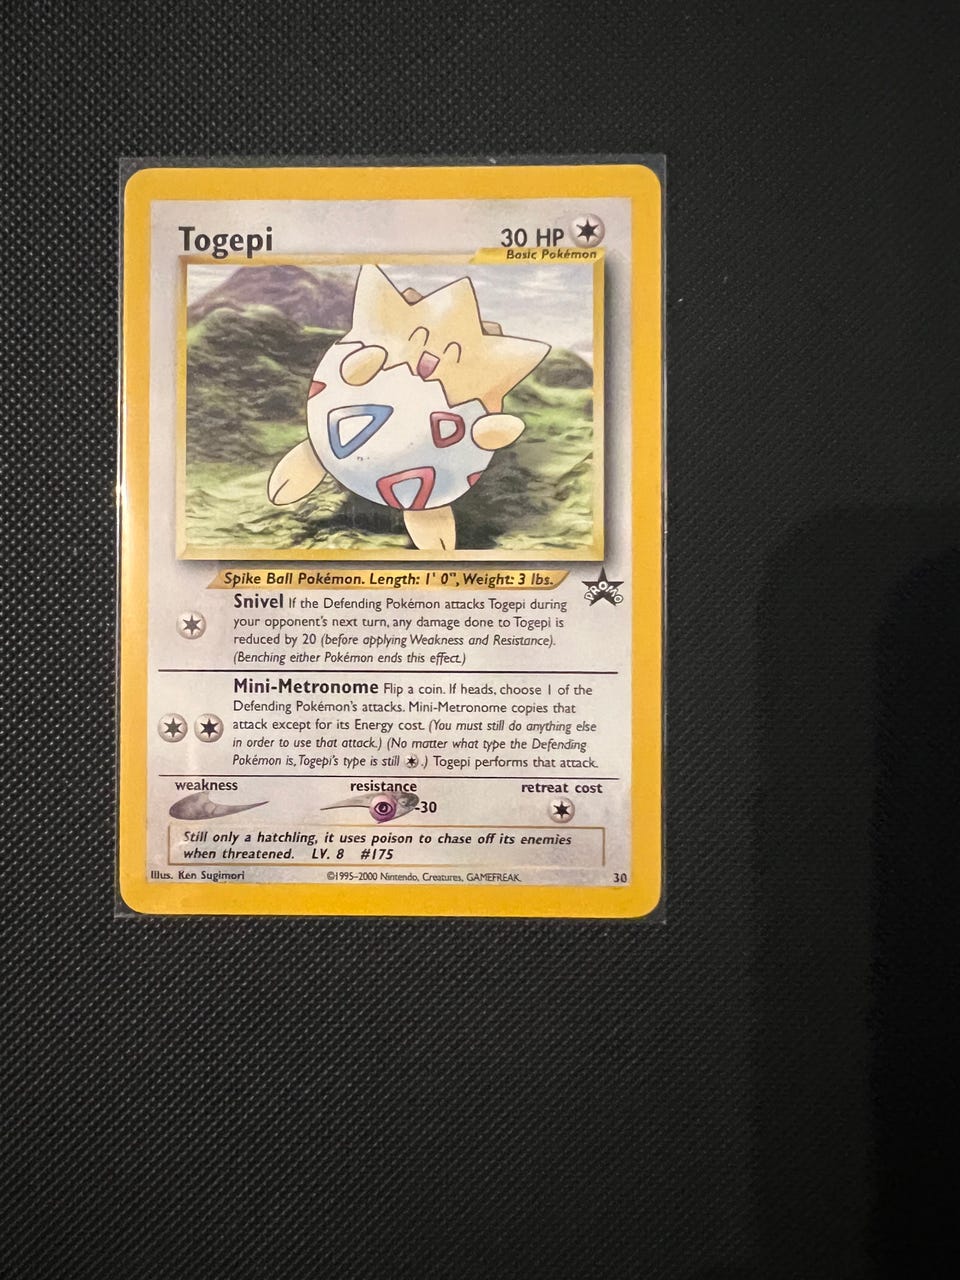 Togepi
30 HP
Basic Pokémon
Spike Ball Pokémon. Length: 1' 0", Weight: 3 lbs.
PROMO
Snivel If the Defending Pokémon attacks Togepi during
your opponent's next turn, any damage done to Togepi is
reduced by 20 (before applying Weakness and Resistance).
(Benching either Pokémon ends this effect.)
Mini-Metronome Flip a coin. If heads, choose 1 of the
Defending Pokémon's attacks. Mini-Metronome copies that
attack except for its Energy cost. (You must still do anything else
in order to use that attack.) (No matter what type the Defending
Pokémon is, Togepi's type is still .) Togepi performs that attack.
weakness
resistance
retreat cost
-30
Still only a hatchling, it uses poison to chase off its enemies
when threatened. LV. 8 #175
Illus. Ken Sugimori
©1995-2000 Nintendo, Creatures, GAMEFREAK.
30